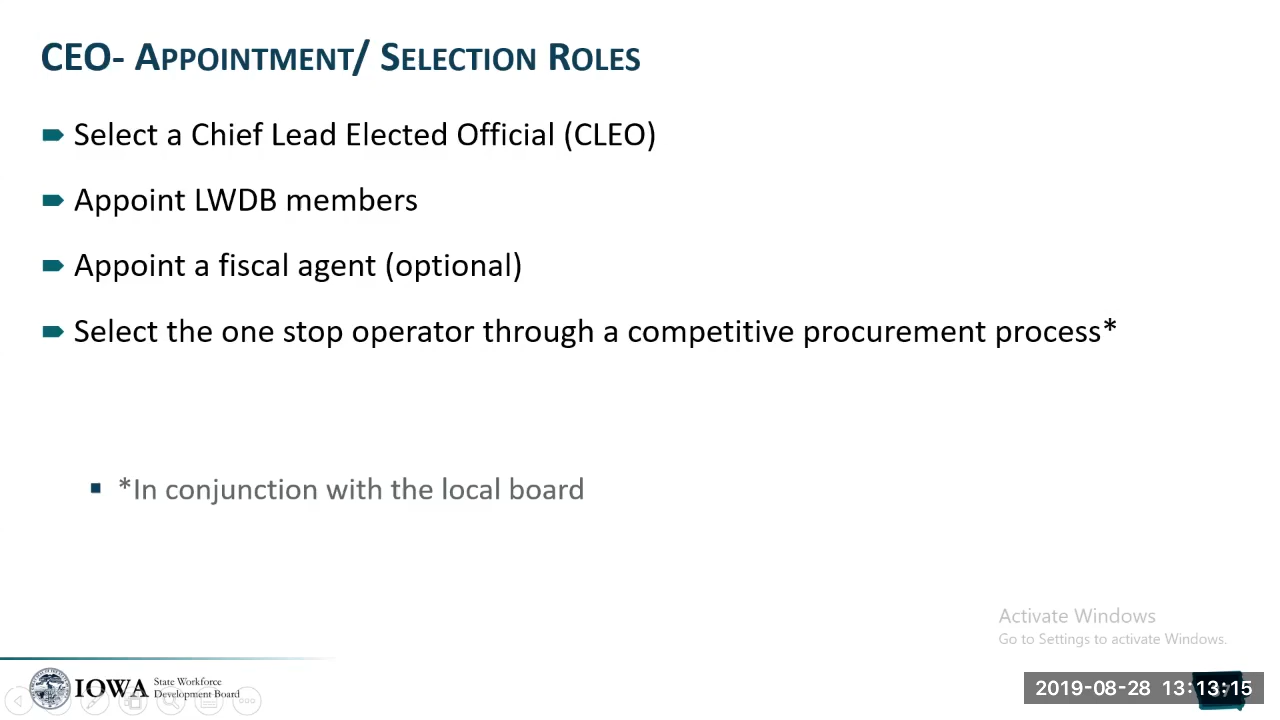 CEO- APPOINTMENT/ SELECTION ROLES
Select a Chief Lead Elected Official (CLEO)
Appoint LWDB members
Appoint a fiscal agent (optional)
Select the one stop operator through a competitive procurement process*
*In conjunction with the local board
Activate Windows
Go to Settings to activate Windows.
IOWA State Workforce
Development Board
2019-08-28 13:13:15